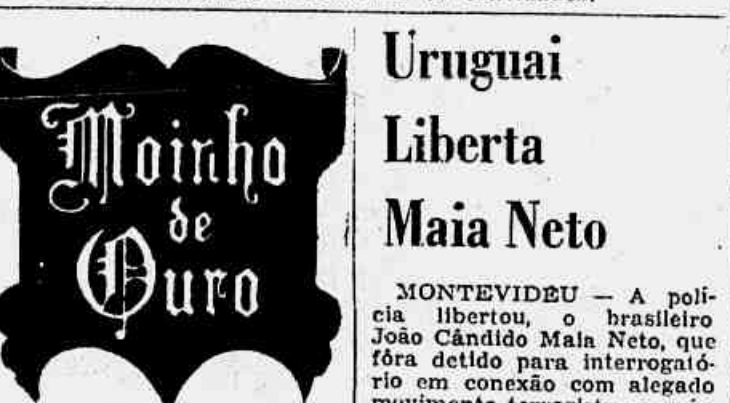 Moinho
de
Ouro
Uruguai
Liberta
Maia Neto
MONTEVIDÉU — A polí-
cia libertou, o brasileiro
João Cândido Maia Neto, que
fôra detido para interrogató-
rio em conexão com alegado